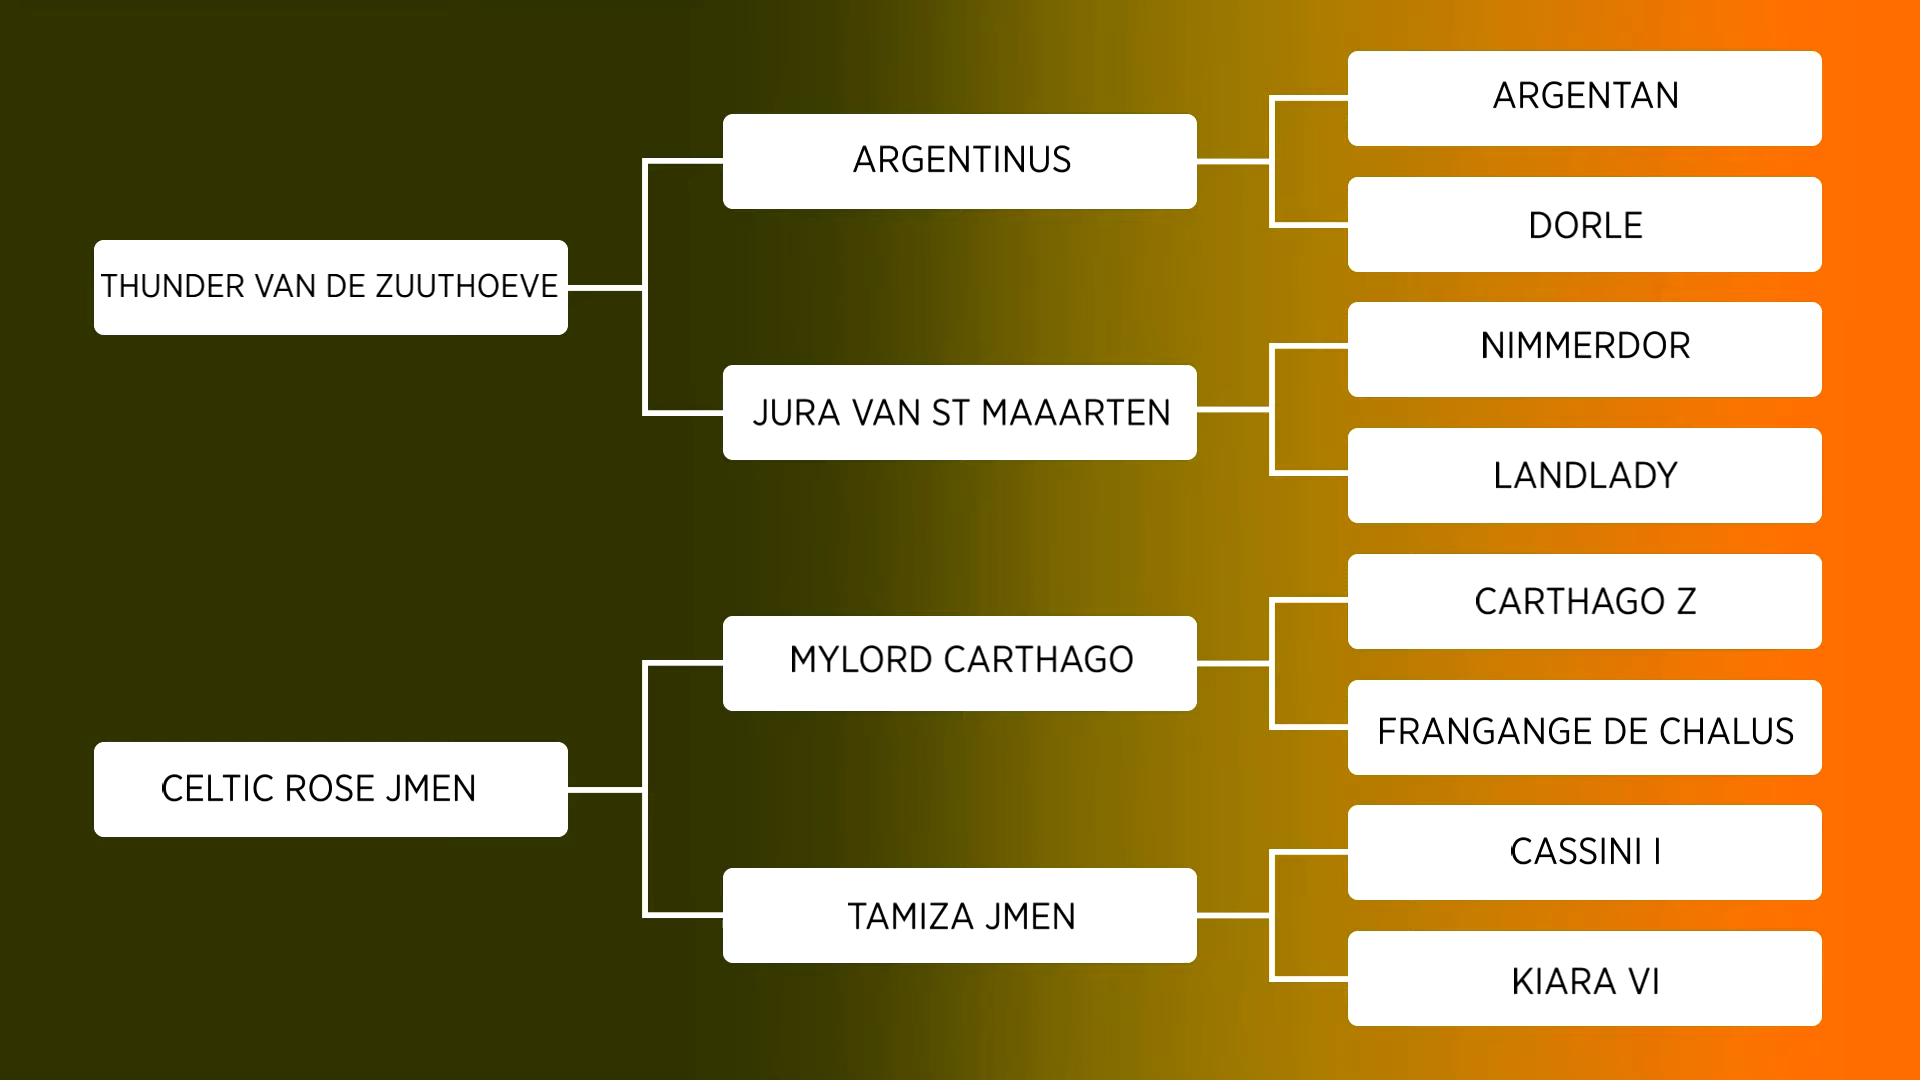 ARGENTAN
ARGENTINUS
DORLE
THUNDER VAN DE ZUUTHOEVE
NIMMERDOR
JURA VAN ST MAAARTEN
LANDLADY
CARTHAGO Z
MYLORD CARTHAGO
FRANGANGE DE CHALUS
CELTIC ROSE JMEN
CASSINI I
TAMIZA JMEN
KIARA VI